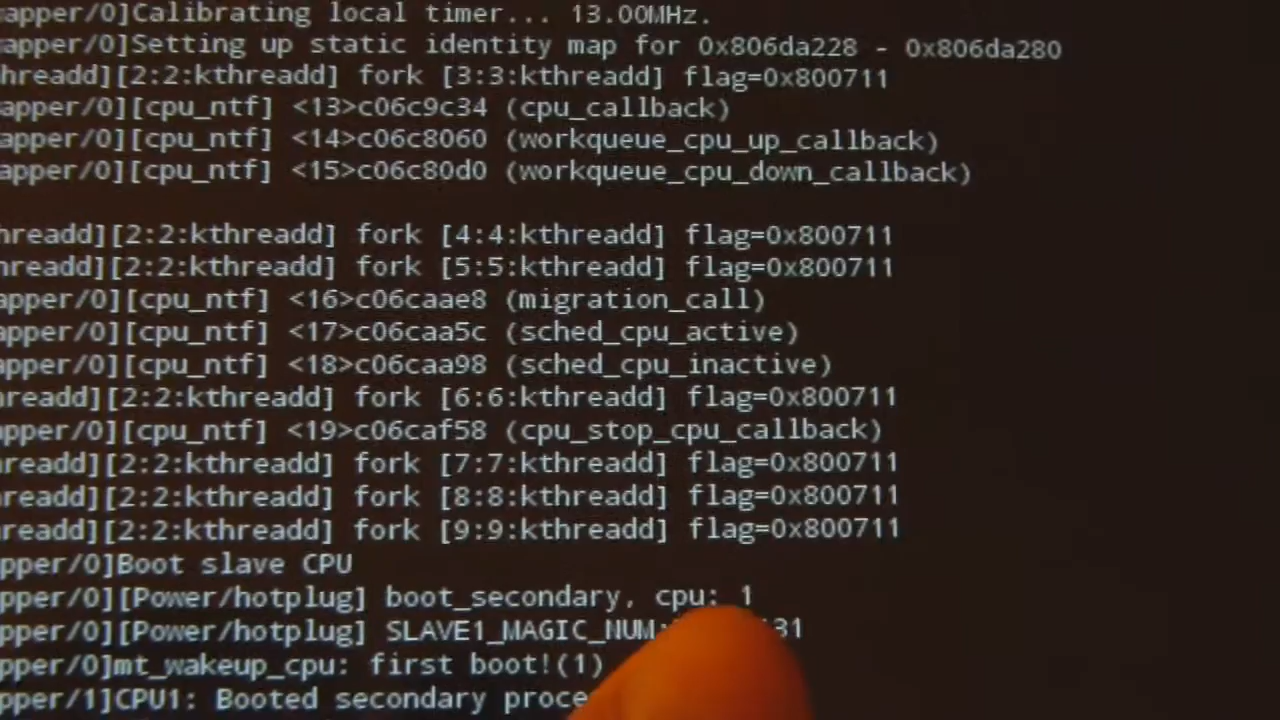 apper/0]Calibrating local timer... 13.00MHz.
apper/0]Setting up static identity map for 0x806da228 - 0x806da280
hreadd][2:2:kthreadd] fork [3:3:kthreadd] flag=0x800711
apper/0][cpu_ntf] <13>c06c9c34 (cpu_callback)
apper/0][cpu_ntf] <14>c06c8060 (workqueue_cpu_up_callback)
apper/0][cpu_ntf] <15>c06c80d0 (workqueue_cpu_down_callback)
hreadd][2:2:kthreadd] fork [4:4:kthreadd] flag=0x800711
hreadd][2:2:kthreadd] fork [5:5:kthreadd] flag=0x800711
apper/0][cpu_ntf] <16>c06caae8 (migration_call)
apper/0][cpu_ntf] <17>c06caa5c (sched_cpu_active)
apper/0][cpu_ntf] <18>c06caa98 (sched_cpu_inactive)
readd][2:2:kthreadd] fork [6:6:kthreadd] flag=0x800711
pper/0][cpu_ntf] <19>c06caf58 (cpu_stop_cpu_callback)
readd][2:2:kthreadd] fork [7:7:kthreadd] flag=0x800711
readd][2:2:kthreadd] fork [8:8:kthreadd] flag=0x800711
readd][2:2:kthreadd] fork [9:9:kthreadd] flag=0x800711
pper/0]Boot slave CPU
pper/0][Power/hotplug] boot_secondary, cpu: 1
pper/0][Power/hotplug] SLAVE1_MAGIC_NUM: 31
pper/0]mt_wakeup_cpu: first boot!(1)
pper/1]CPU1: Booted secondary proce